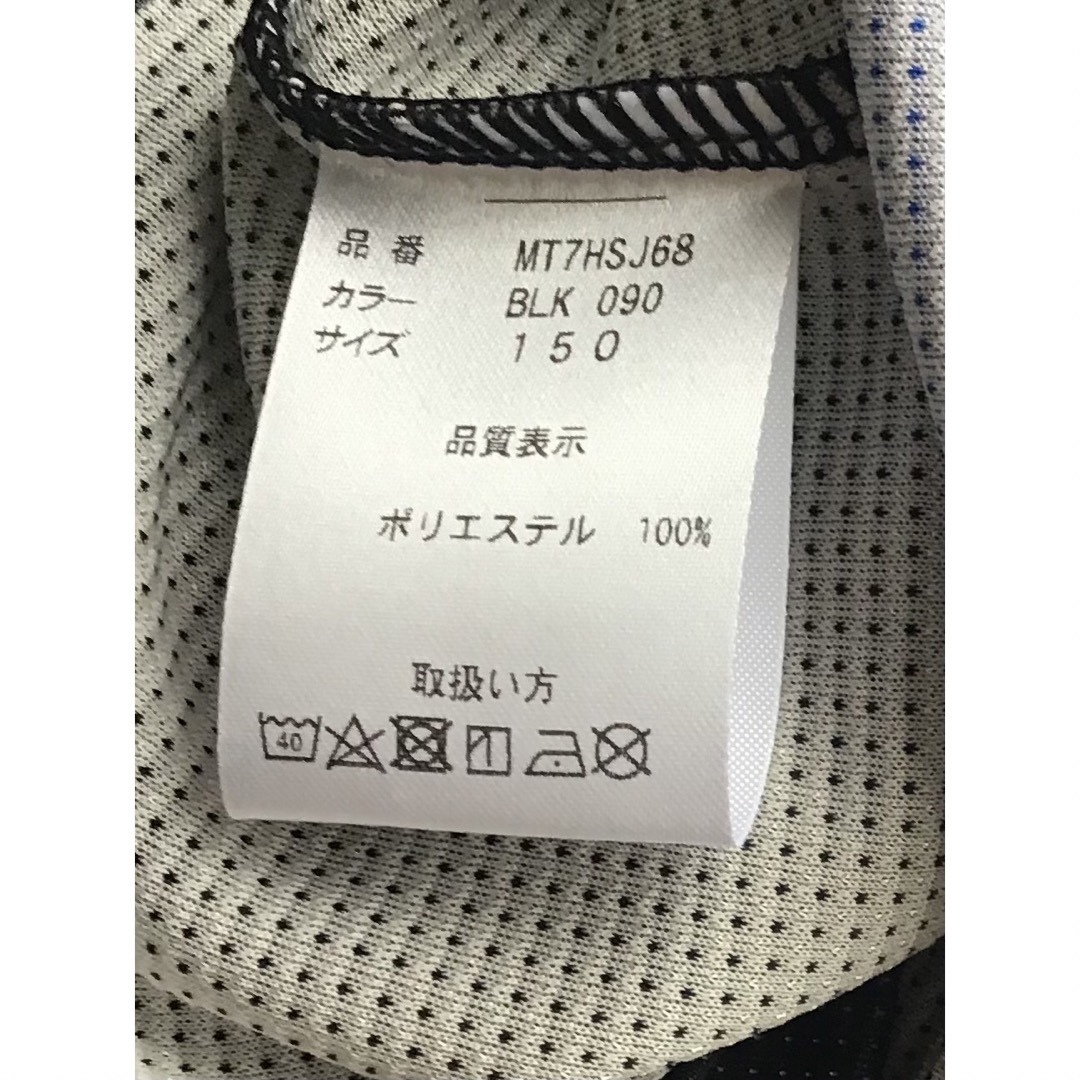 品番 MT7HSJ68
カラー BLK 090
サイズ 150
品質表示
ポリエステル 100%
取扱い方
40